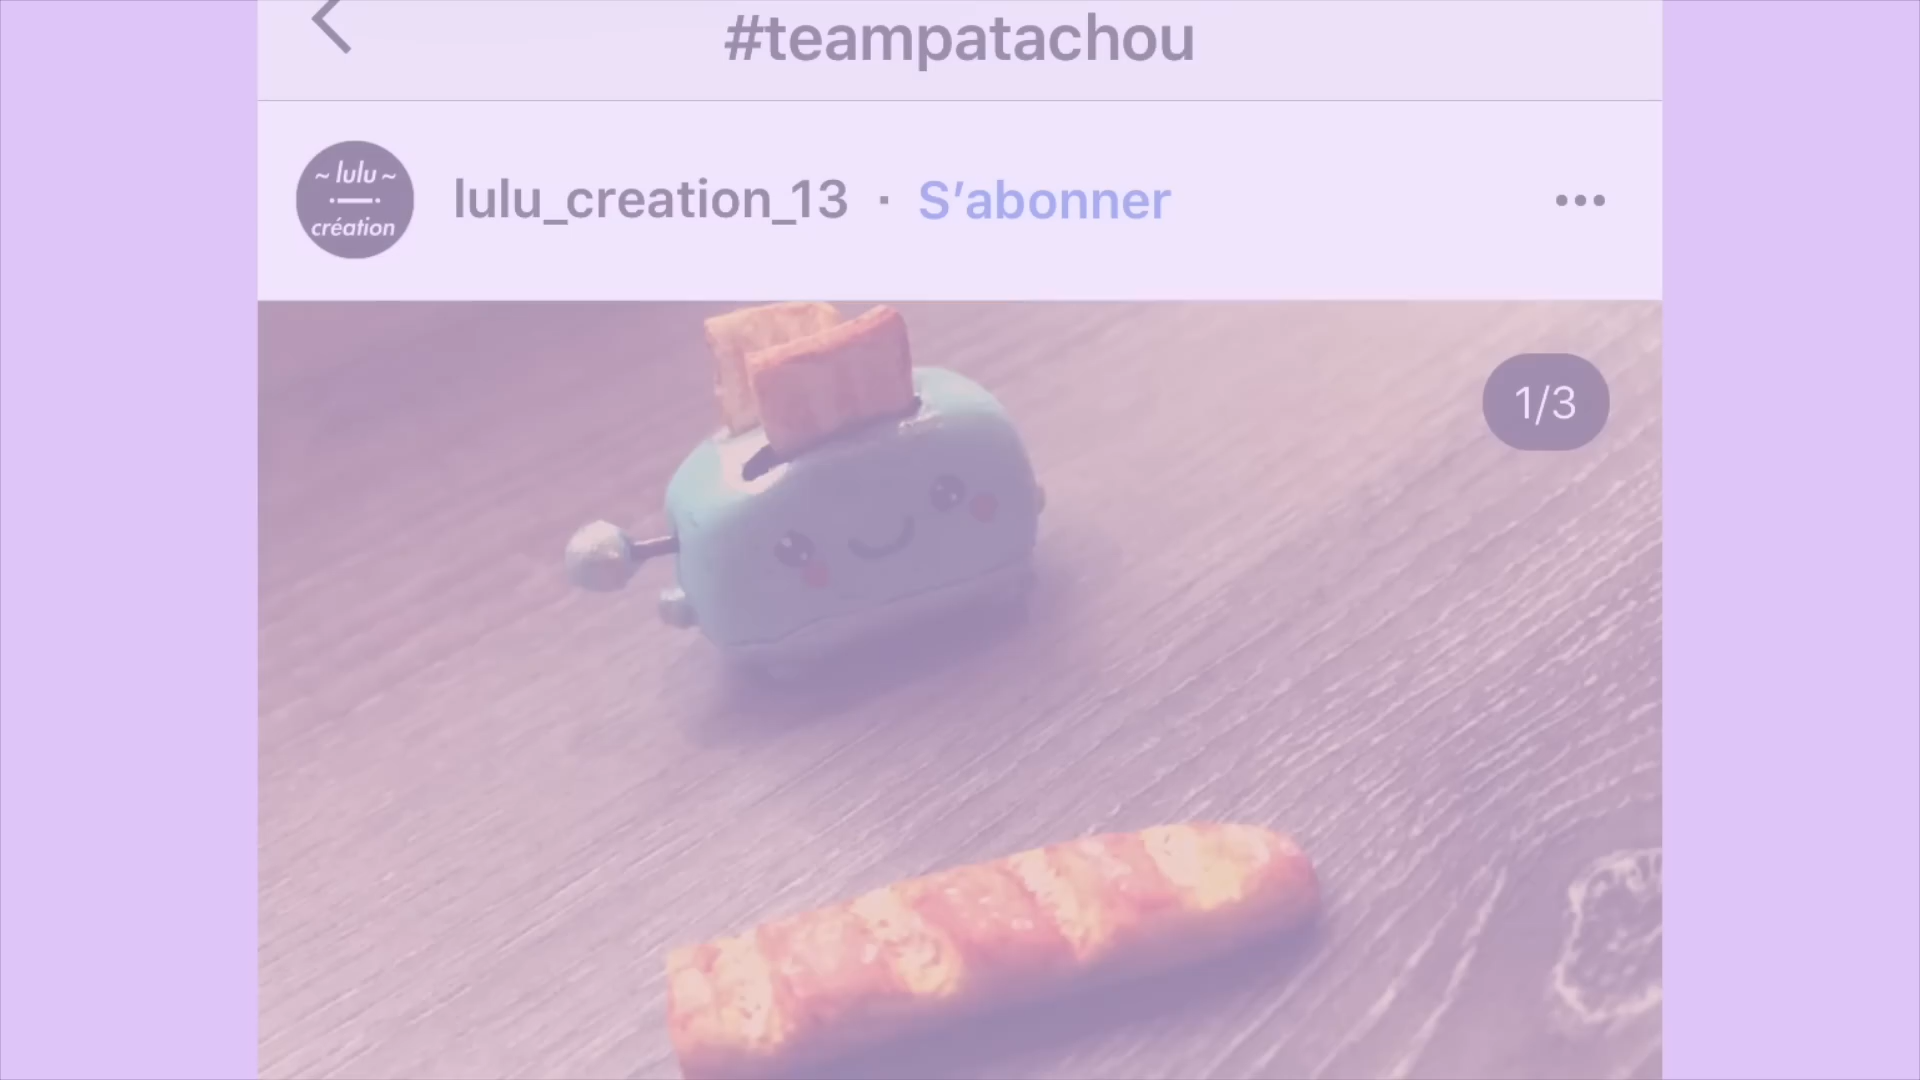 #teampatachou
~ lulu ~
création
lulu_creation_13 · S’abonner
1/3